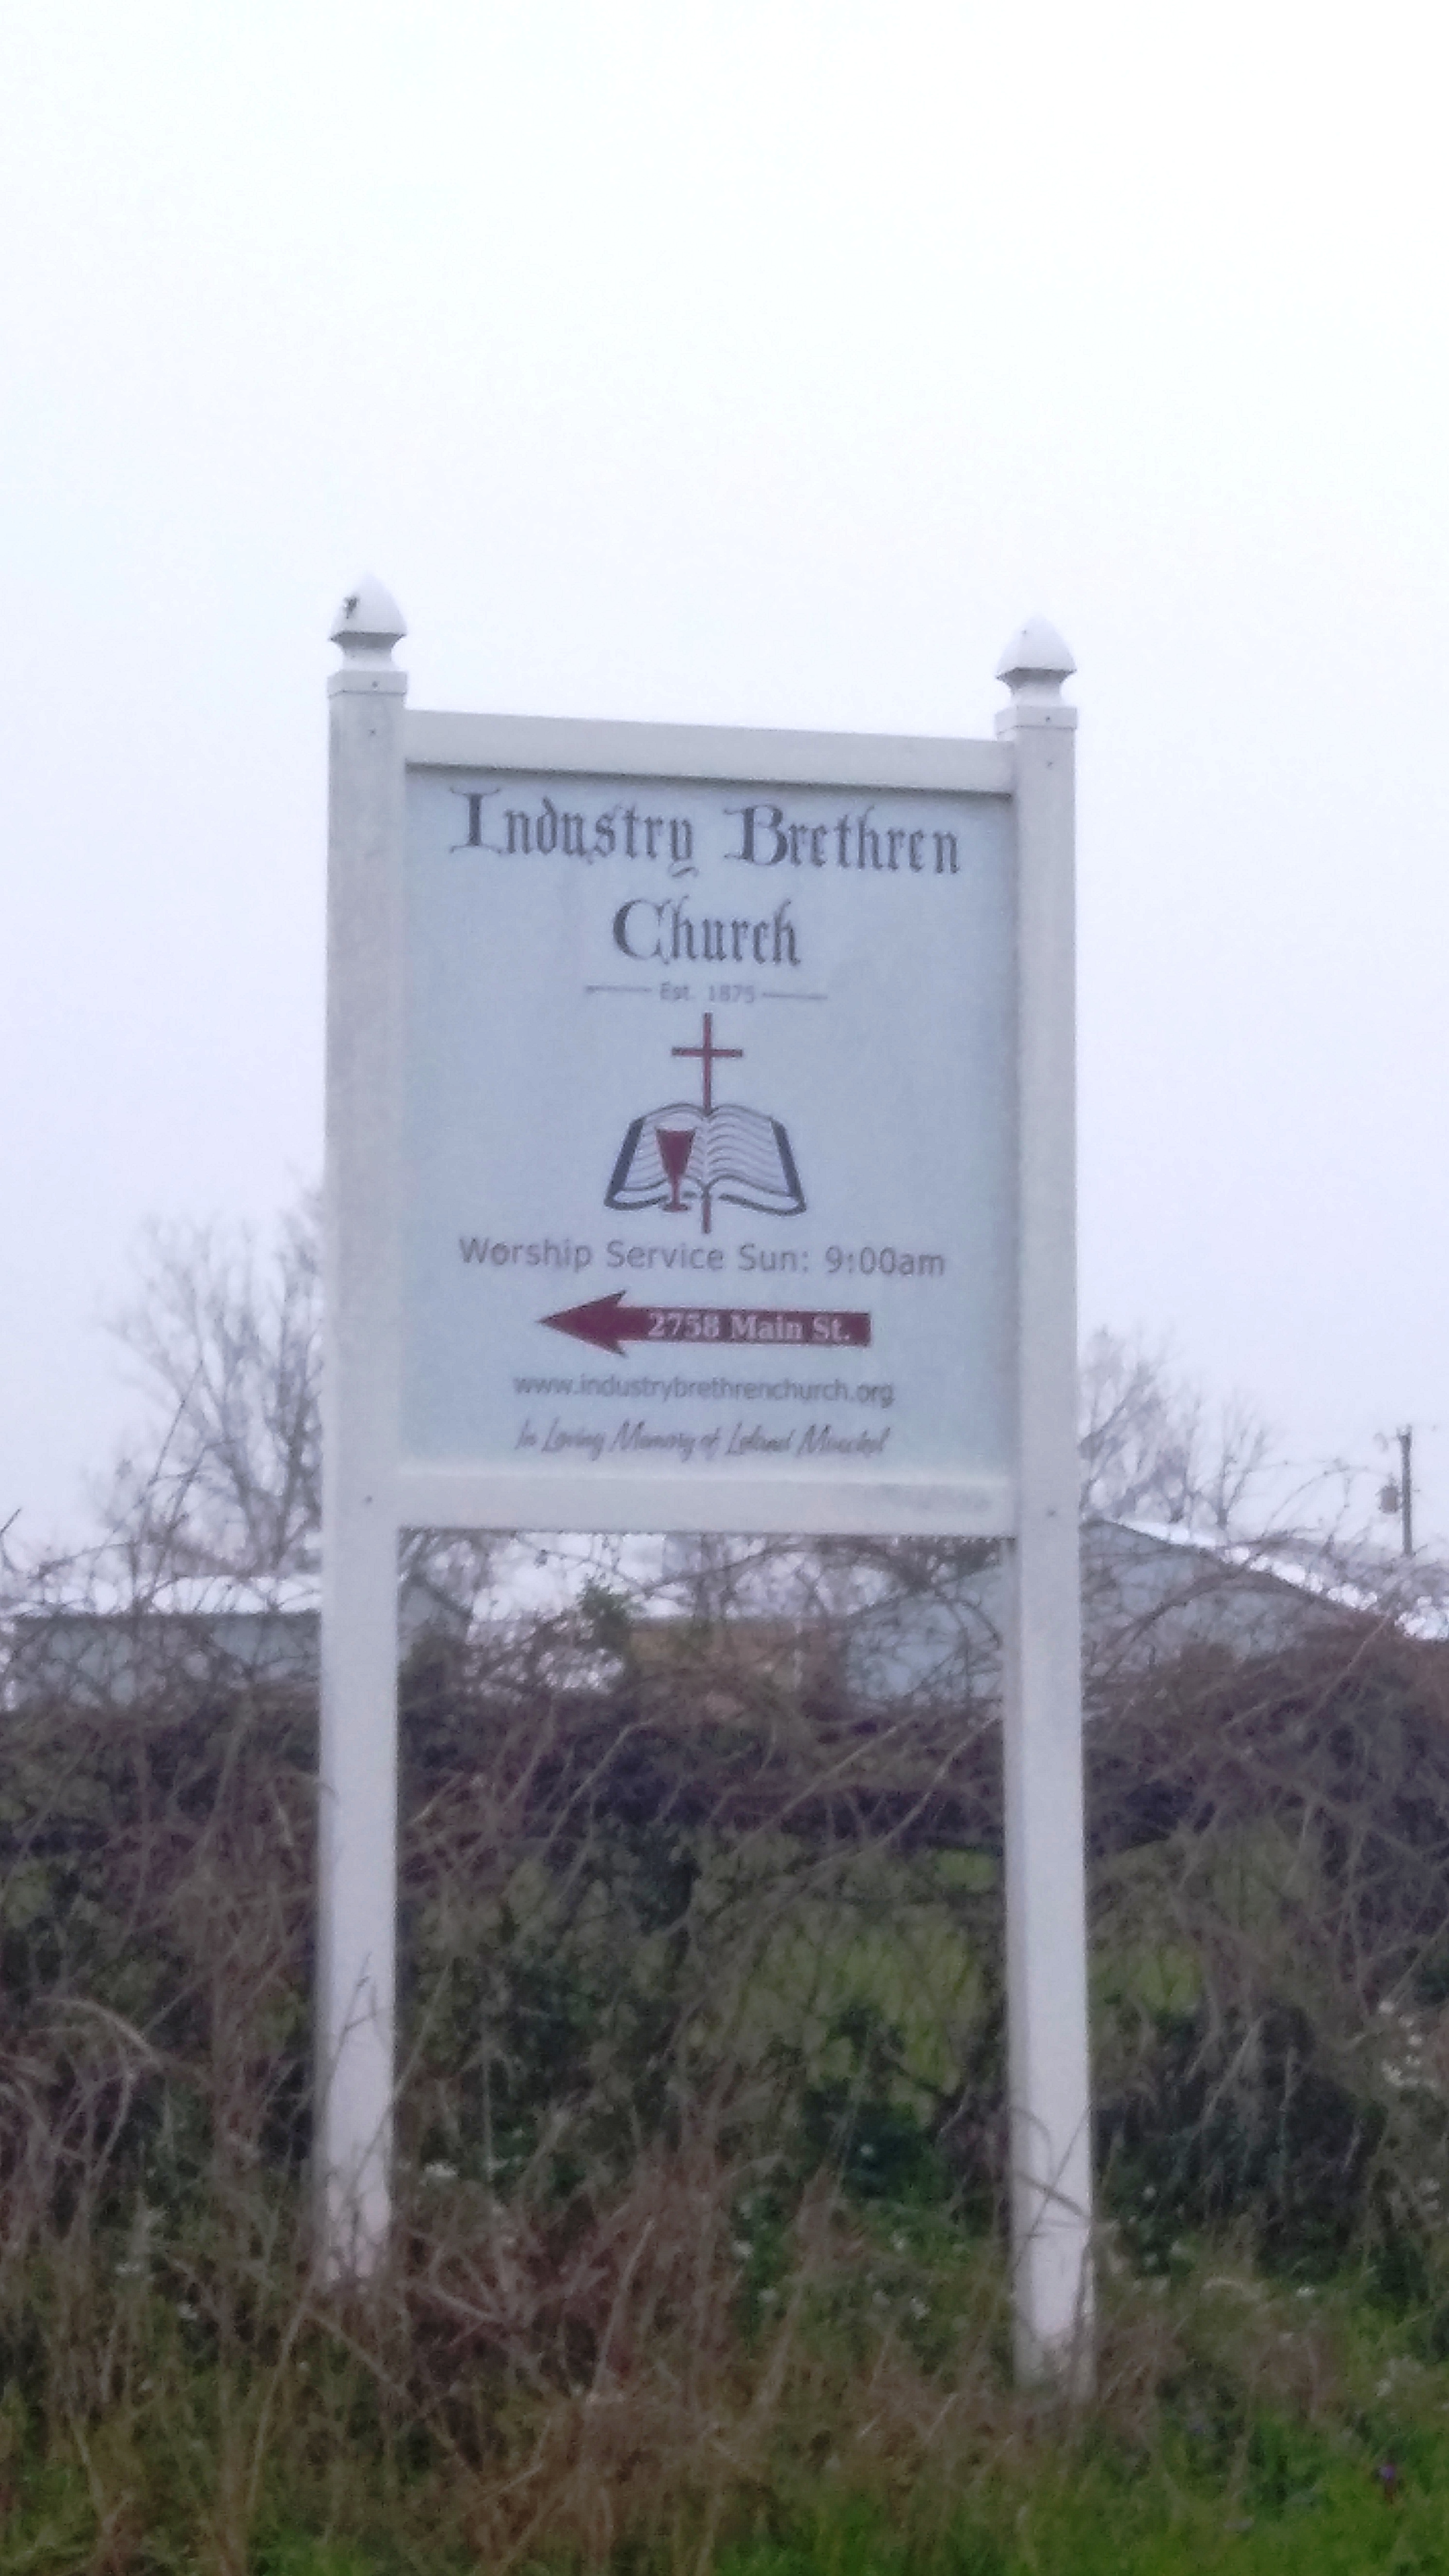 Industry Brethren
Church
Est. 1875
Worship Service Sun: 9:00am
2758 Main St.
www.industrybrethrenchurch.org
In Loving Memory of Leland